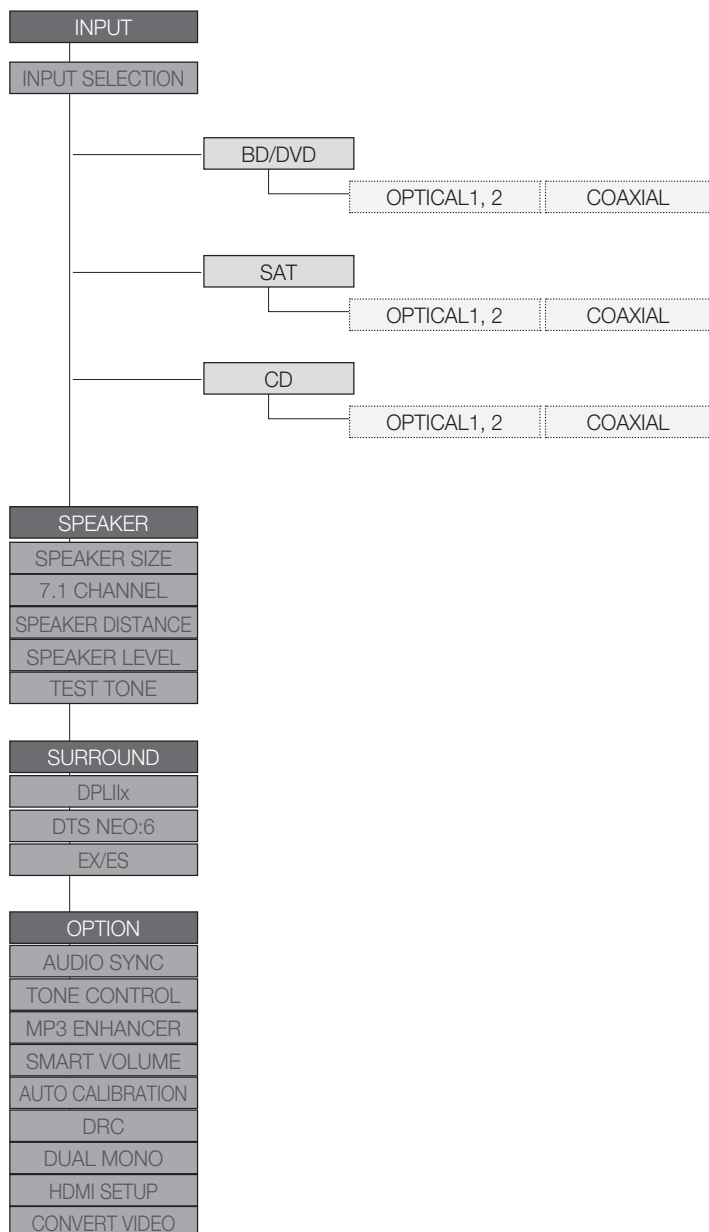 INPUT
INPUT SELECTION
BD/DVD
OPTICAL1, 2 COAXIAL
SAT
OPTICAL1, 2 COAXIAL
CD
OPTICAL1, 2 COAXIAL
SPEAKER
SPEAKER SIZE
7.1 CHANNEL
SPEAKER DISTANCE
SPEAKER LEVEL
TEST TONE
SURROUND
DPLIIx
DTS NEO:6
EX/ES
OPTION
AUDIO SYNC
TONE CONTROL
MP3 ENHANCER
SMART VOLUME
AUTO CALIBRATION
DRC
DUAL MONO
HDMI SETUP
CONVERT VIDEO